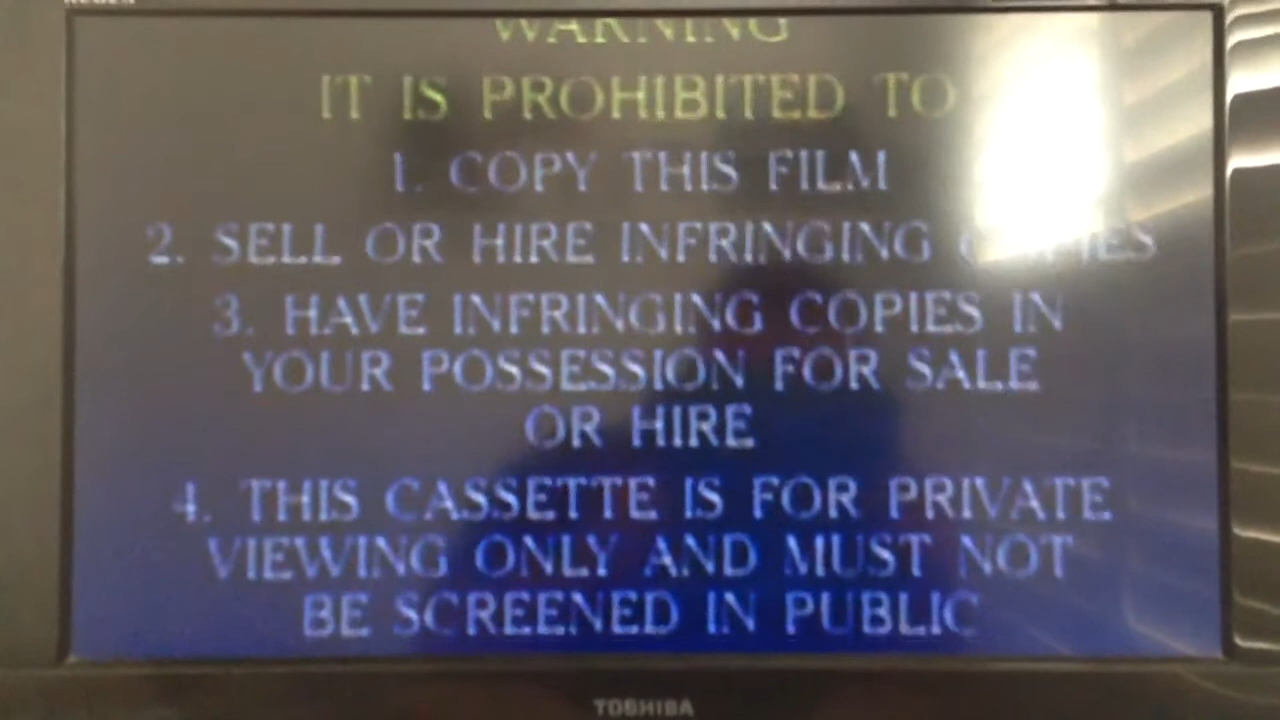 WARNING
IT IS PROHIBITED TO
1. COPY THIS FILM
2. SELL OR HIRE INFRINGING COPIES
3. HAVE INFRINGING COPIES IN
YOUR POSSESSION FOR SALE
OR HIRE
4. THIS CASSETTE IS FOR PRIVATE
VIEWING ONLY AND MUST NOT
BE SCREENED IN PUBLIC
TOSHIBA